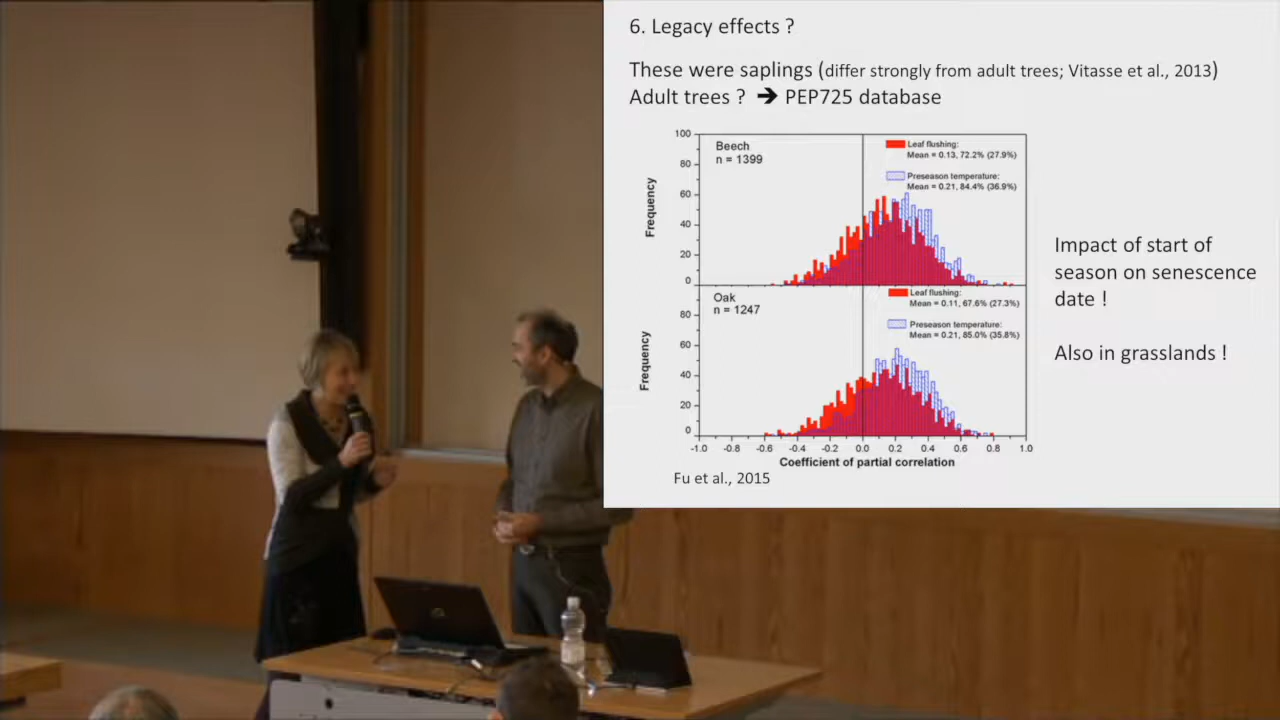 6. Legacy effects ?
These were saplings (differ strongly from adult trees; Vitasse et al., 2013)
Adult trees ? ➔ PEP725 database
100
80
60
40
20
0
Frequency
Beech
n = 1399
Leaf flushing:
Mean = 0.13, 72.2% (27.9%)
Preseason temperature:
Mean = 0.21, 84.4% (36.9%)
80
60
40
20
0
Frequency
Oak
n = 1247
Leaf flushing:
Mean = 0.11, 67.6% (27.3%)
Preseason temperature:
Mean = 0.21, 85.0% (35.8%)
-1.0 -0.8 -0.6 -0.4 -0.2 0.0 0.2 0.4 0.6 0.8 1.0
Coefficient of partial correlation
Fu et al., 2015
Impact of start of
season on senescence
date !
Also in grasslands !